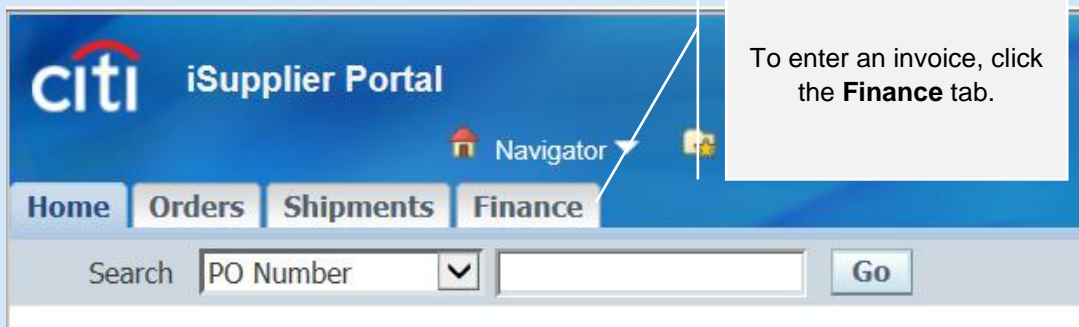 citi iSupplier Portal
To enter an invoice, click
the Finance tab.
Navigator
Home Orders Shipments Finance
Search PO Number Go